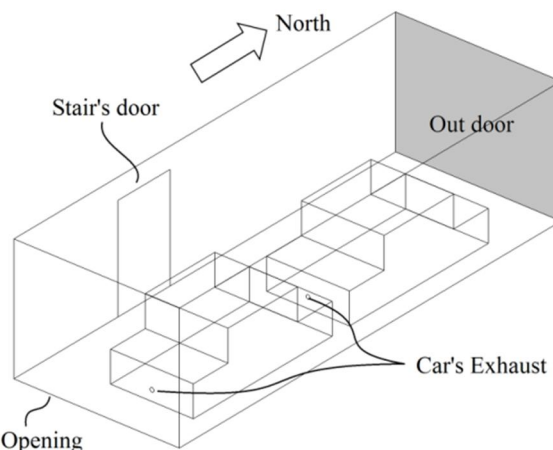 North
Stair's door
Out door
Car's Exhaust
Opening